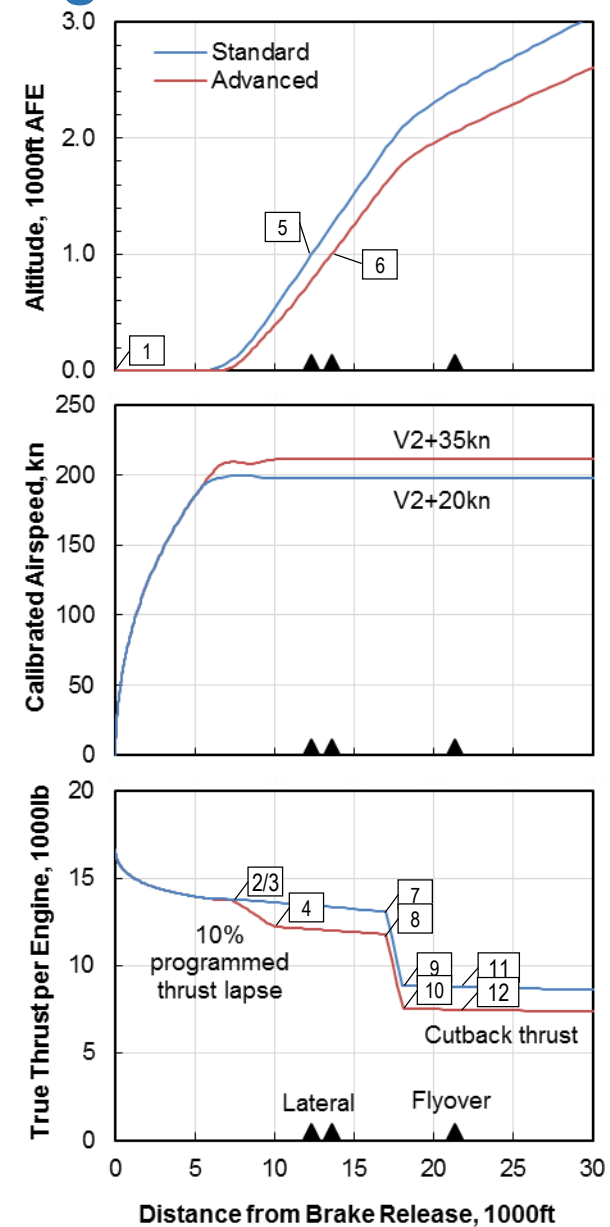 3.0
Standard
Advanced
2.0
5
1.0
6
1
0.0
Altitude, 1000ft AFE
250
V2+35kn
200
V2+20kn
150
100
50
0
Calibrated Airspeed, kn
20
15
2/3
4
7
8
10%
programmed
thrust lapse
10
9
11
10
12
Cutback thrust
5
Lateral
Flyover
0
True Thrust per Engine, 1000lb
0 5 10 15 20 25 30
Distance from Brake Release, 1000ft